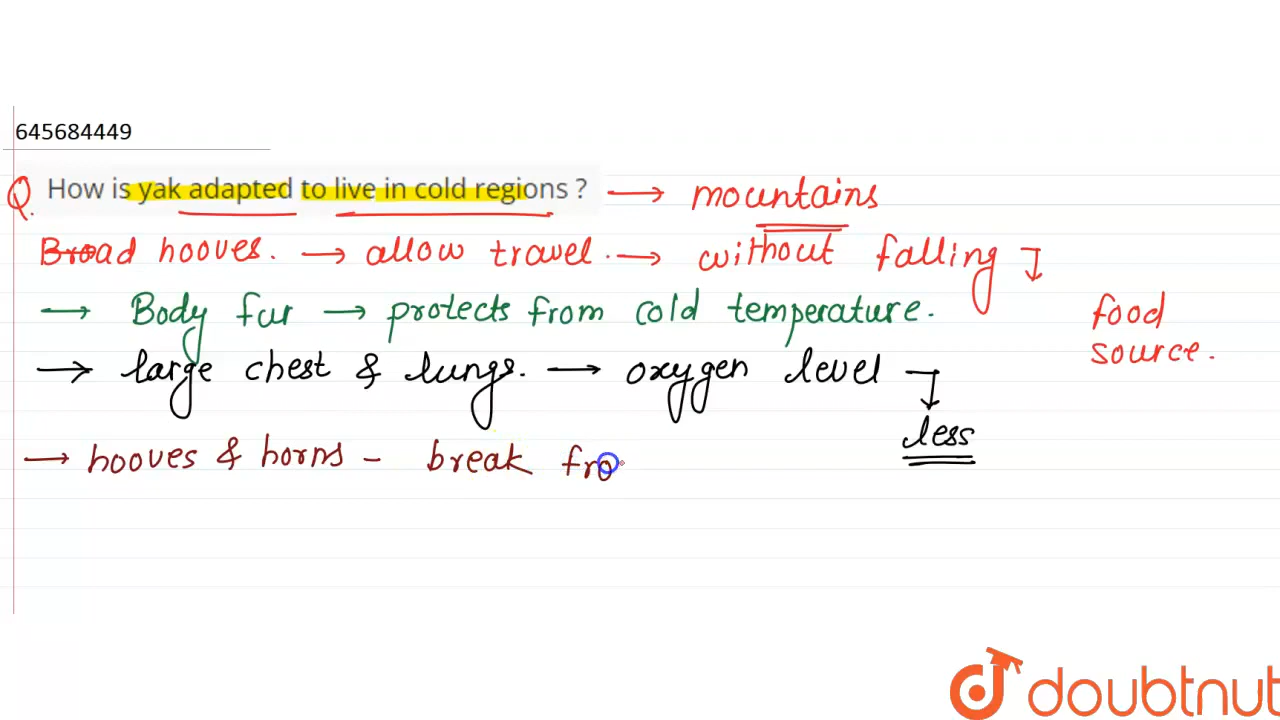 645684449
Q. How is yak adapted to live in cold regions ? → mountains
Broad hooves. → allow travel. → without falling
→ Body fur → protects from cold temperature.
food
source.
→ large chest & lungs. → oxygen level
less
→ hooves & horns - break fro
doubtnut